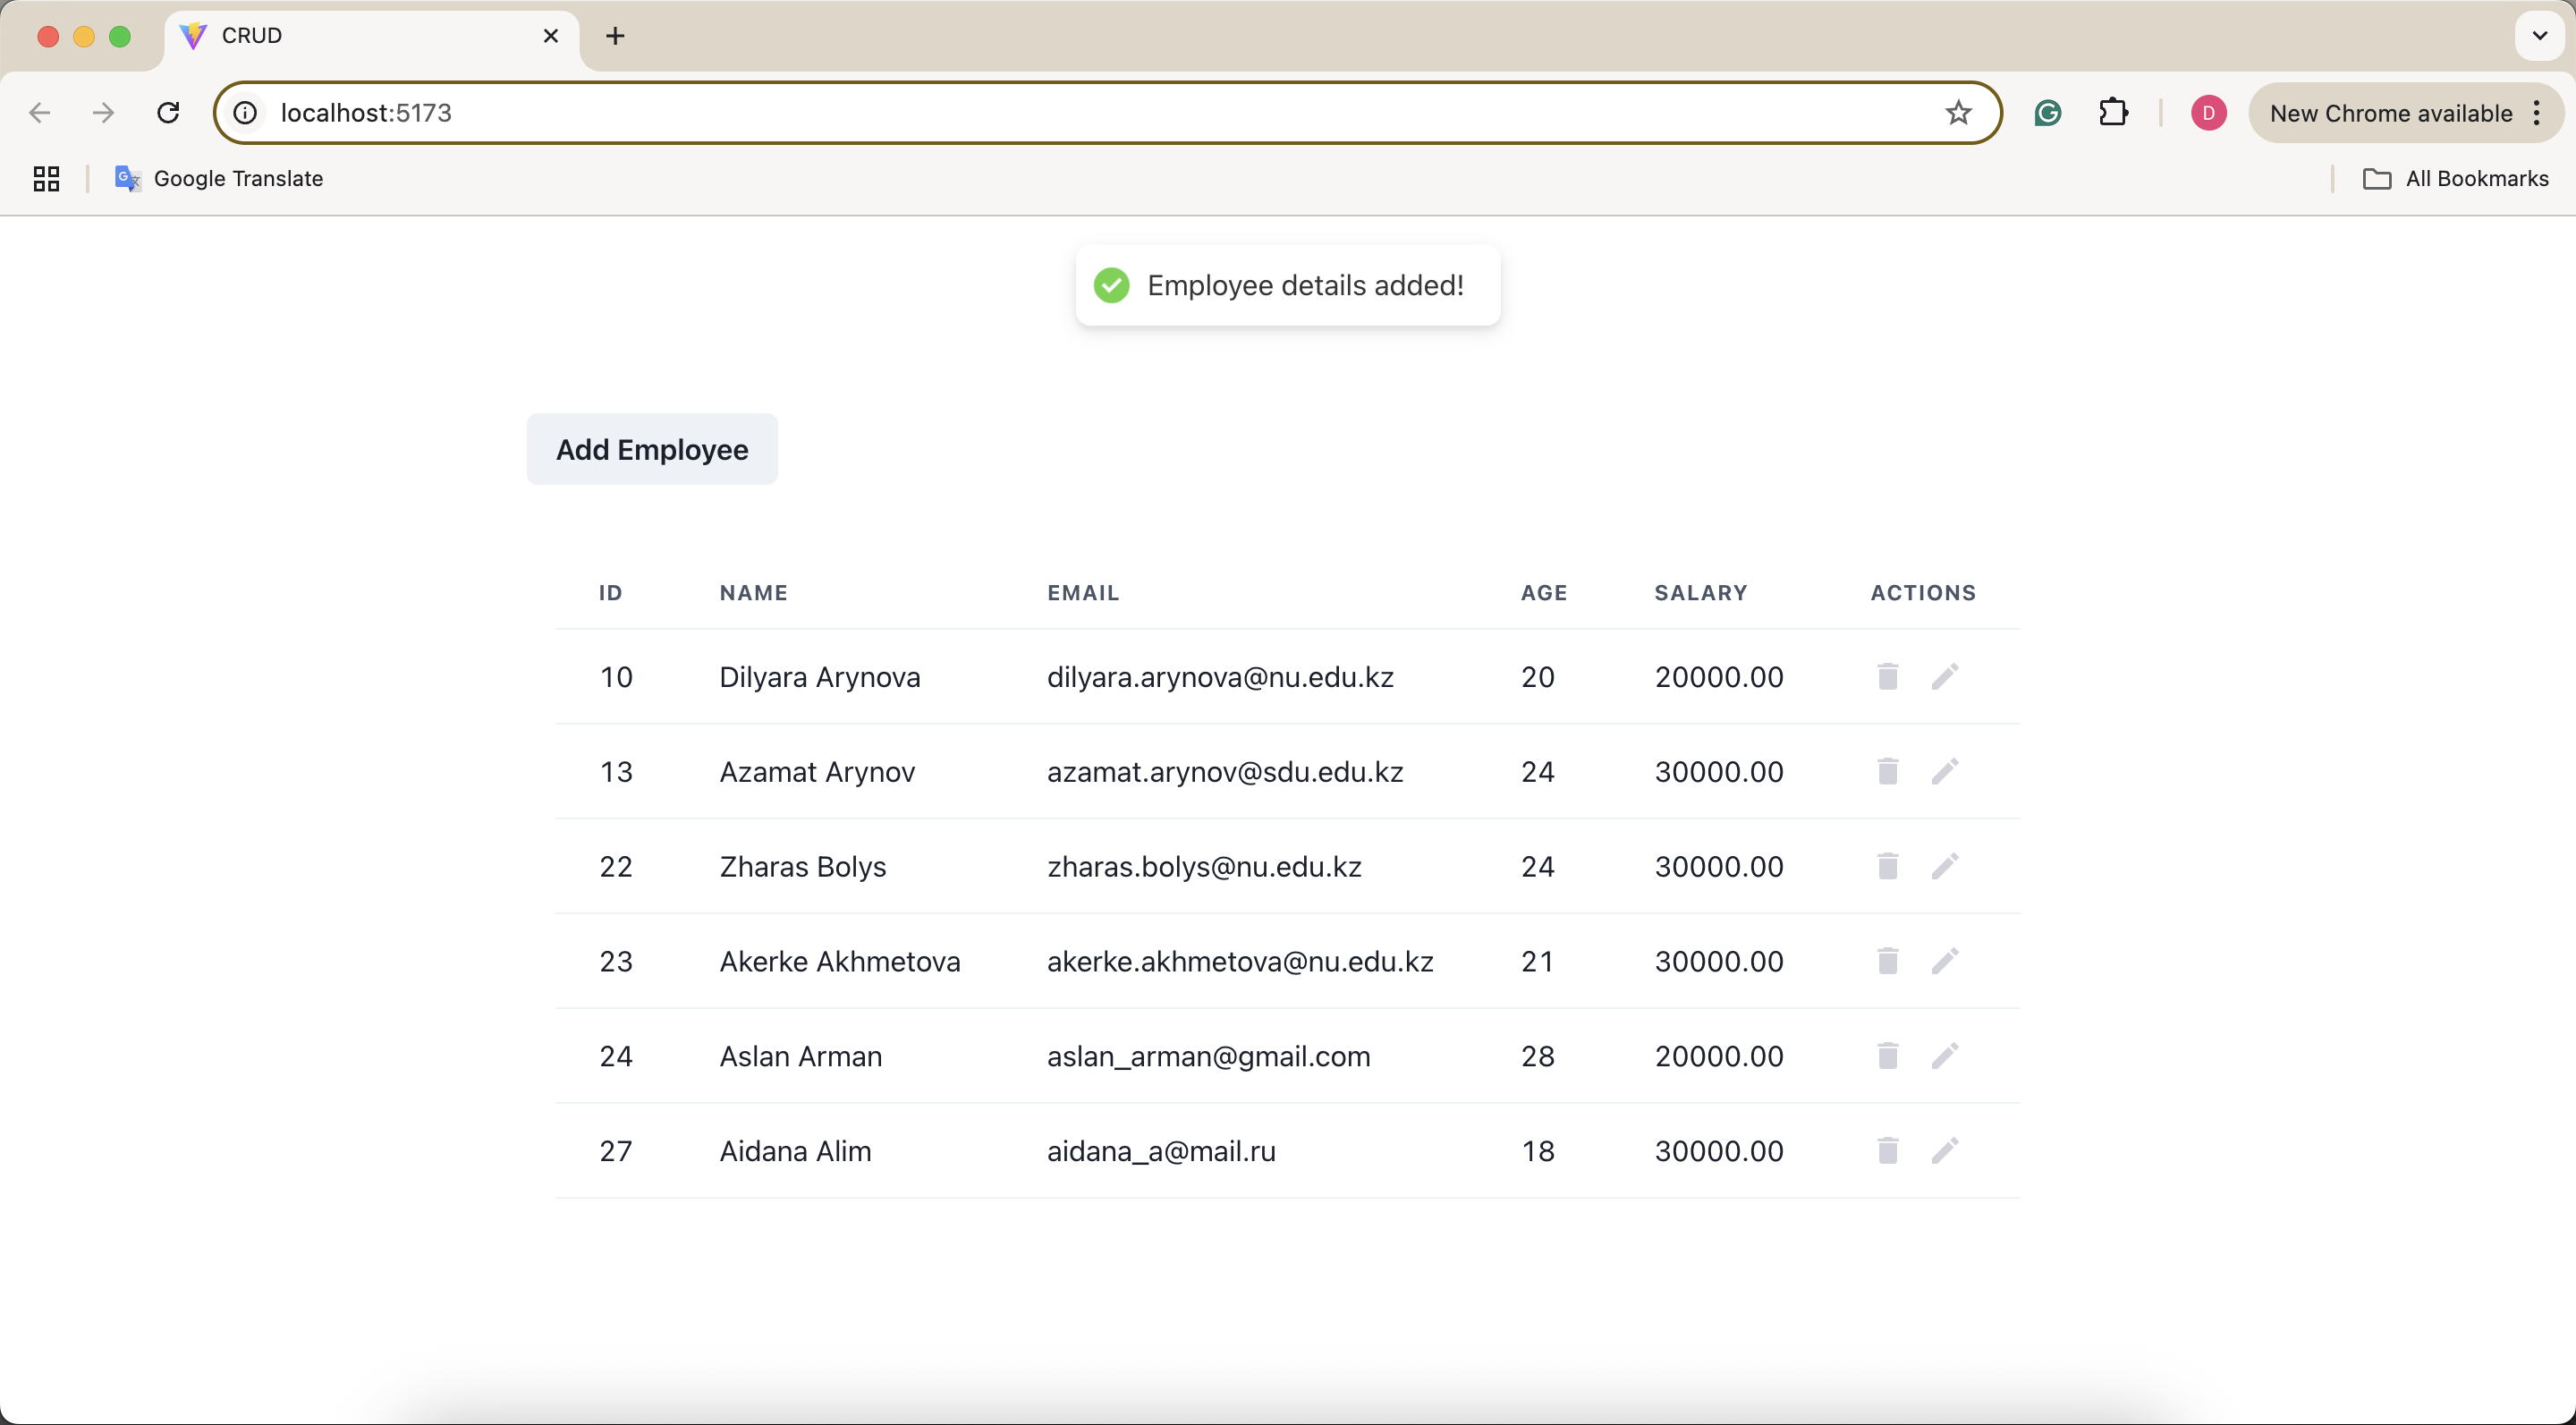 CRUD
localhost:5173
D
New Chrome available
Google Translate
All Bookmarks
Employee details added!
Add Employee
ID NAME EMAIL AGE SALARY ACTIONS
10 Dilyara Arynova dilyara.arynova@nu.edu.kz 20 20000.00
13 Azamat Arynov azamat.arynov@sdu.edu.kz 24 30000.00
22 Zharas Bolys zharas.bolys@nu.edu.kz 24 30000.00
23 Akerke Akhmetova akerke.akhmetova@nu.edu.kz 21 30000.00
24 Aslan Arman aslan_arman@gmail.com 28 20000.00
27 Aidana Alim aidana_a@mail.ru 18 30000.00